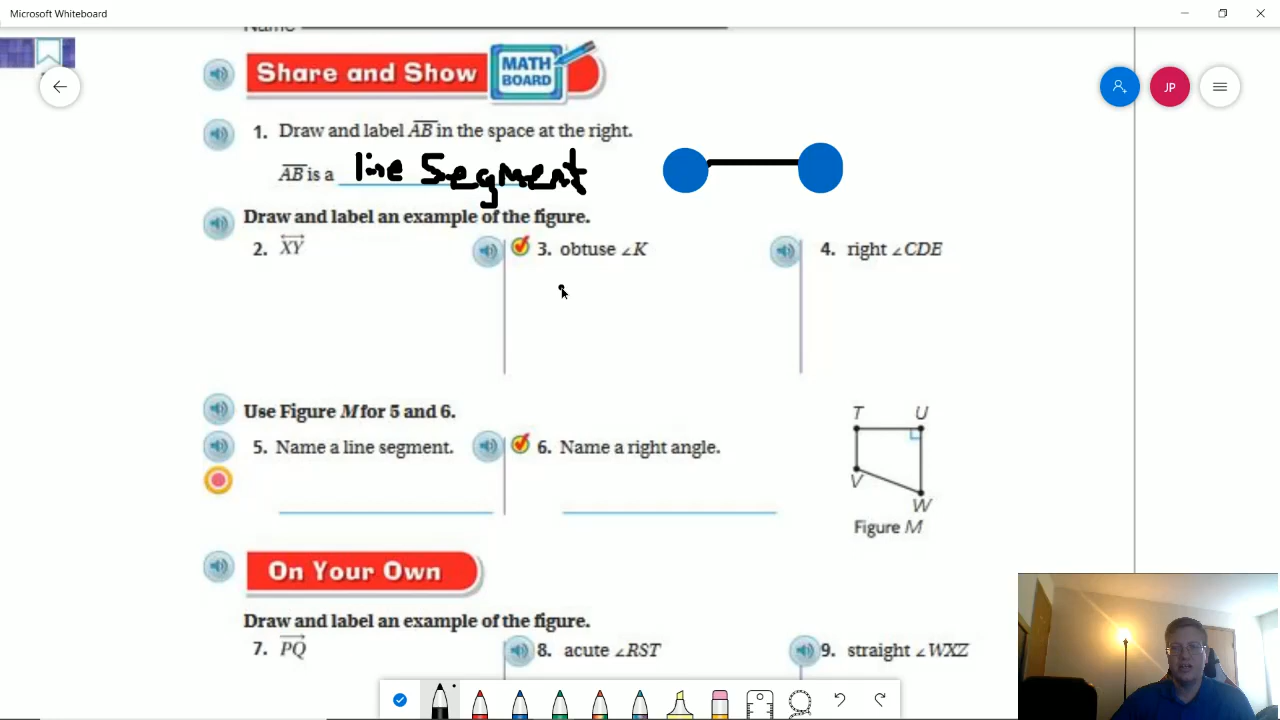 Microsoft Whiteboard
Name
Share and Show MATH BOARD
JP
1. Draw and label AB in the space at the right.
AB is a line Segment
Draw and label an example of the figure.
2. XY
3. obtuse ∠K
4. right ∠CDE
Use Figure M for 5 and 6.
5. Name a line segment.
6. Name a right angle.
T U
V
W
Figure M
On Your Own
Draw and label an example of the figure.
7. PQ
8. acute ∠RST
9. straight ∠WXZ